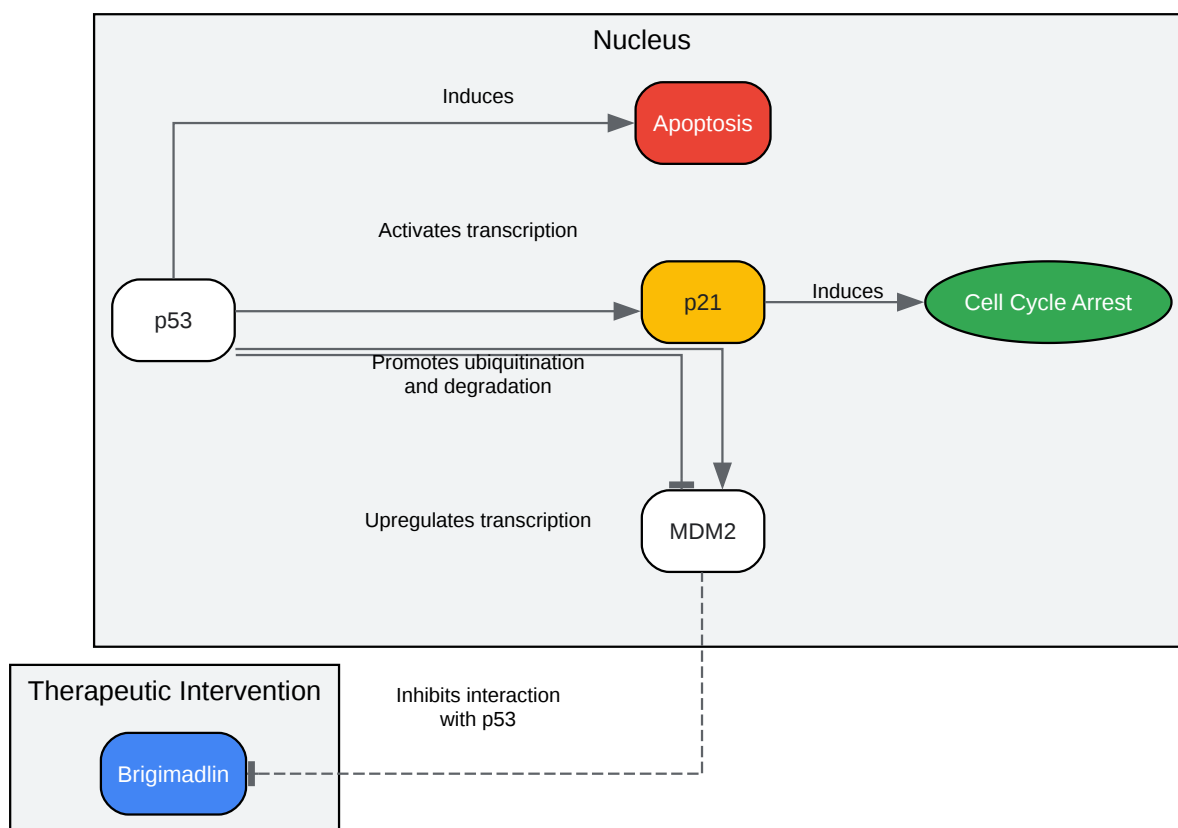 Nucleus
Induces
Apoptosis
Activates transcription
p53
p21
Induces
Cell Cycle Arrest
Promotes ubiquitination
and degradation
Upregulates transcription
MDM2
Therapeutic Intervention
Inhibits interaction
with p53
Brigimadlin